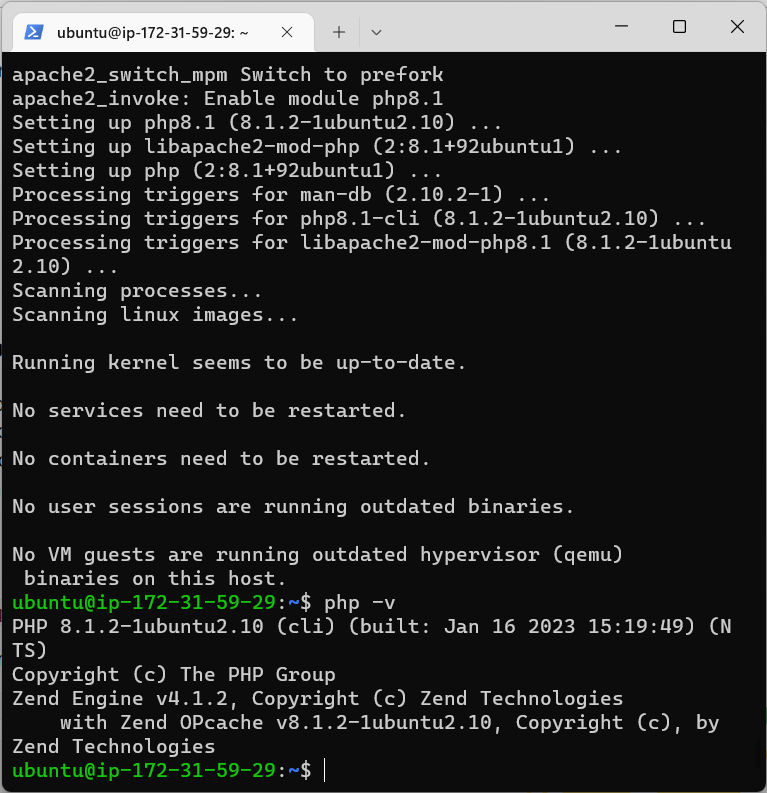 ubuntu@ip-172-31-59-29: ~
apache2_switch_mpm Switch to prefork
apache2_invoke: Enable module php8.1
Setting up php8.1 (8.1.2-1ubuntu2.10) ...
Setting up libapache2-mod-php (2:8.1+92ubuntu1) ...
Setting up php (2:8.1+92ubuntu1) ...
Processing triggers for man-db (2.10.2-1) ...
Processing triggers for php8.1-cli (8.1.2-1ubuntu2.10) ...
Processing triggers for libapache2-mod-php8.1 (8.1.2-1ubuntu
2.10) ...
Scanning processes...
Scanning linux images...
Running kernel seems to be up-to-date.
No services need to be restarted.
No containers need to be restarted.
No user sessions are running outdated binaries.
No VM guests are running outdated hypervisor (qemu)
 binaries on this host.
ubuntu@ip-172-31-59-29:~$ php -v
PHP 8.1.2-1ubuntu2.10 (cli) (built: Jan 16 2023 15:19:49) (N
TS)
Copyright (c) The PHP Group
Zend Engine v4.1.2, Copyright (c) Zend Technologies
    with Zend OPcache v8.1.2-1ubuntu2.10, Copyright (c), by
Zend Technologies
ubuntu@ip-172-31-59-29:~$